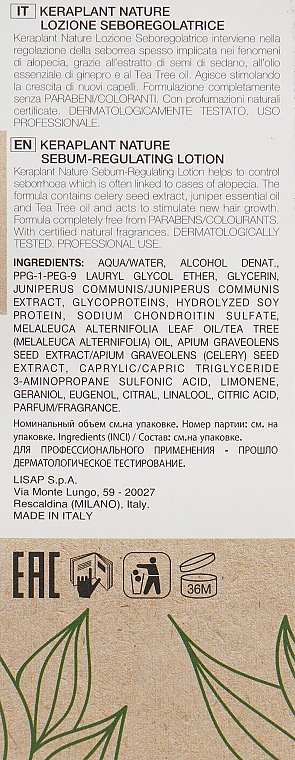 IT KERAPLANT NATURE
LOZIONE SEBOREGOLATRICE
Keraplant Nature Lozione Seboregolatrice interviene nella
regolazione della seborrea spesso implicata nei fenomeni
di alopecia, grazie all'estratto di semi di sedano, all'olio
essenziale di ginepro e al Tea Tree oil. Agisce stimolando
la crescita di nuovi capelli. Formulazione completamente
senza PARABENI/COLORANTI. Con profumazioni naturali
certificate. DERMATOLOGICAMENTE TESTATO. USO
PROFESSIONALE.
EN KERAPLANT NATURE
SEBUM-REGULATING LOTION
Keraplant Nature Sebum-Regulating Lotion helps to control
seborrhoea which is often linked to cases of alopecia. The
formula contains celery seed extract, juniper essential oil
and Tea Tree oil and acts to stimulate new hair growth.
Formula completely free from PARABENS/COLOURANTS.
With certified natural fragrances. DERMATOLOGICALLY
TESTED. PROFESSIONAL USE.
INGREDIENTS: AQUA/WATER, ALCOHOL DENAT.,
PPG-1-PEG-9 LAURYL GLYCOL ETHER, GLYCERIN,
JUNIPERUS COMMUNIS/JUNIPERUS COMMUNIS
EXTRACT, GLYCOPROTEINS, HYDROLYZED SOY
PROTEIN, SODIUM CHONDROITIN SULFATE,
MELALEUCA ALTERNIFOLIA LEAF OIL/TEA TREE
(MELALEUCA ALTERNIFOLIA) OIL, APIUM GRAVEOLENS
SEED EXTRACT/APIUM GRAVEOLENS (CELERY) SEED
EXTRACT, CAPRYLIC/CAPRIC TRIGLYCERIDE
3-AMINOPROPANE SULFONIC ACID, LIMONENE,
GERANIOL, EUGENOL, CITRAL, LINALOOL, CITRIC ACID,
PARFUM/FRAGRANCE.
Номинальный объем см.на упаковке. Номер партии: см. на
упаковке. Ingredients (INCI) / Состав: см.на упаковке.
ДЛЯ ПРОФЕССИОНАЛЬНОГО ПРИМЕНЕНИЯ - ПРОШЛО
ДЕРМАТОЛОГИЧЕСКОЕ ТЕСТИРОВАНИЕ.
LISAP S.p.A.
Via Monte Lungo, 59 - 20027
Rescaldina (MILANO), Italy.
MADE IN ITALY
EAC
36M